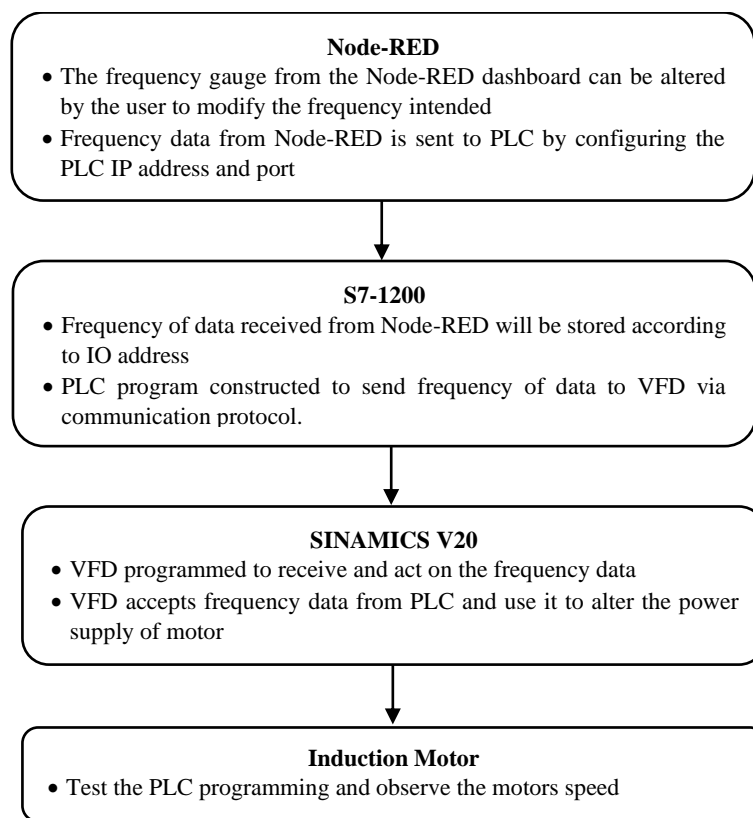 Node-RED
• The frequency gauge from the Node-RED dashboard can be altered
by the user to modify the frequency intended
• Frequency data from Node-RED is sent to PLC by configuring the
PLC IP address and port
S7-1200
• Frequency of data received from Node-RED will be stored according
to IO address
• PLC program constructed to send frequency of data to VFD via
communication protocol.
SINAMICS V20
• VFD programmed to receive and act on the frequency data
• VFD accepts frequency data from PLC and use it to alter the power
supply of motor
Induction Motor
• Test the PLC programming and observe the motors speed